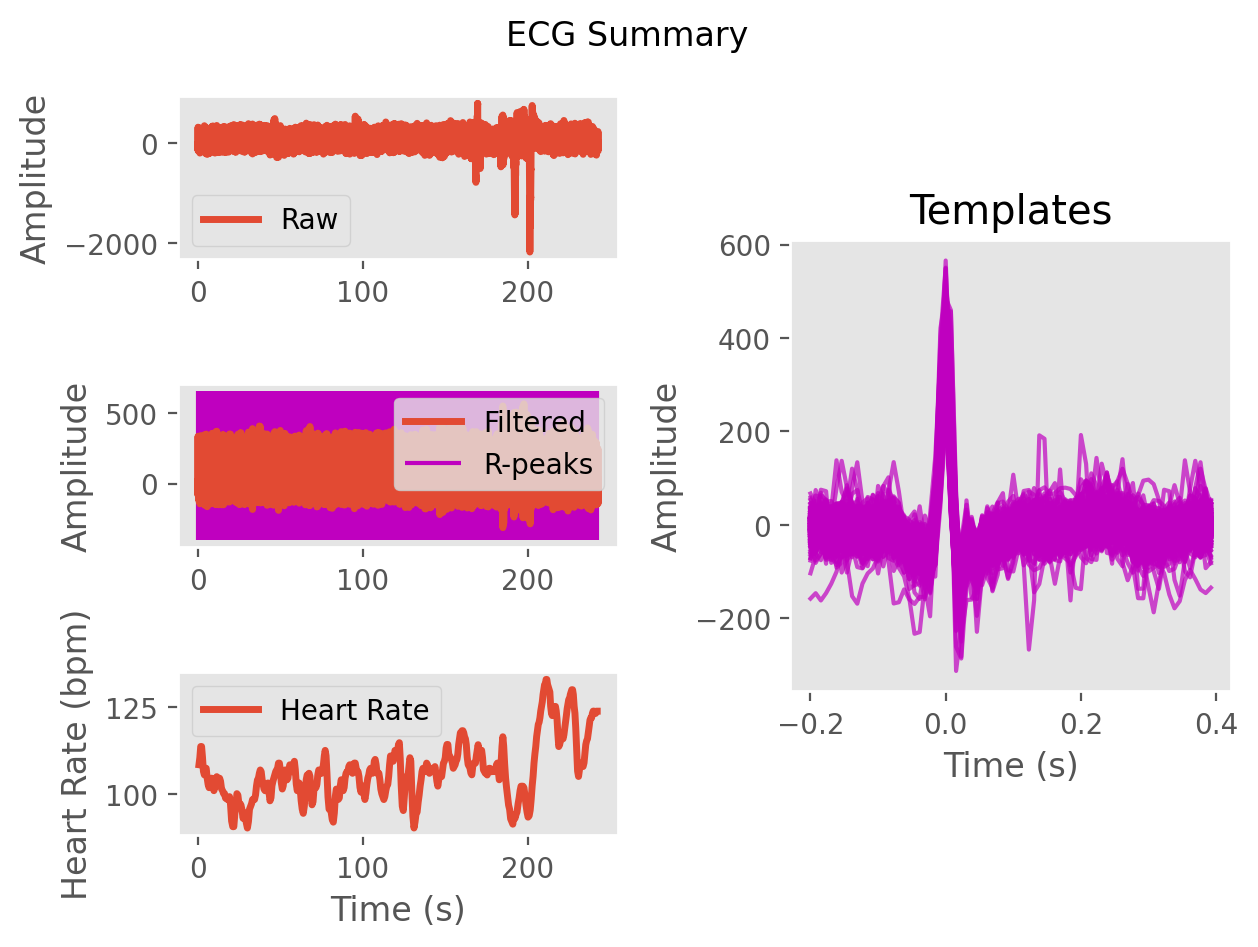 ECG Summary
Amplitude
0
−2000
Raw
0 100 200
Amplitude
500
0
Filtered
R-peaks
0 100 200
Heart Rate (bpm)
125
100
Heart Rate
0 100 200
Time (s)
Templates
Amplitude
600
400
200
0
−200
−0.2 0.0 0.2 0.4
Time (s)